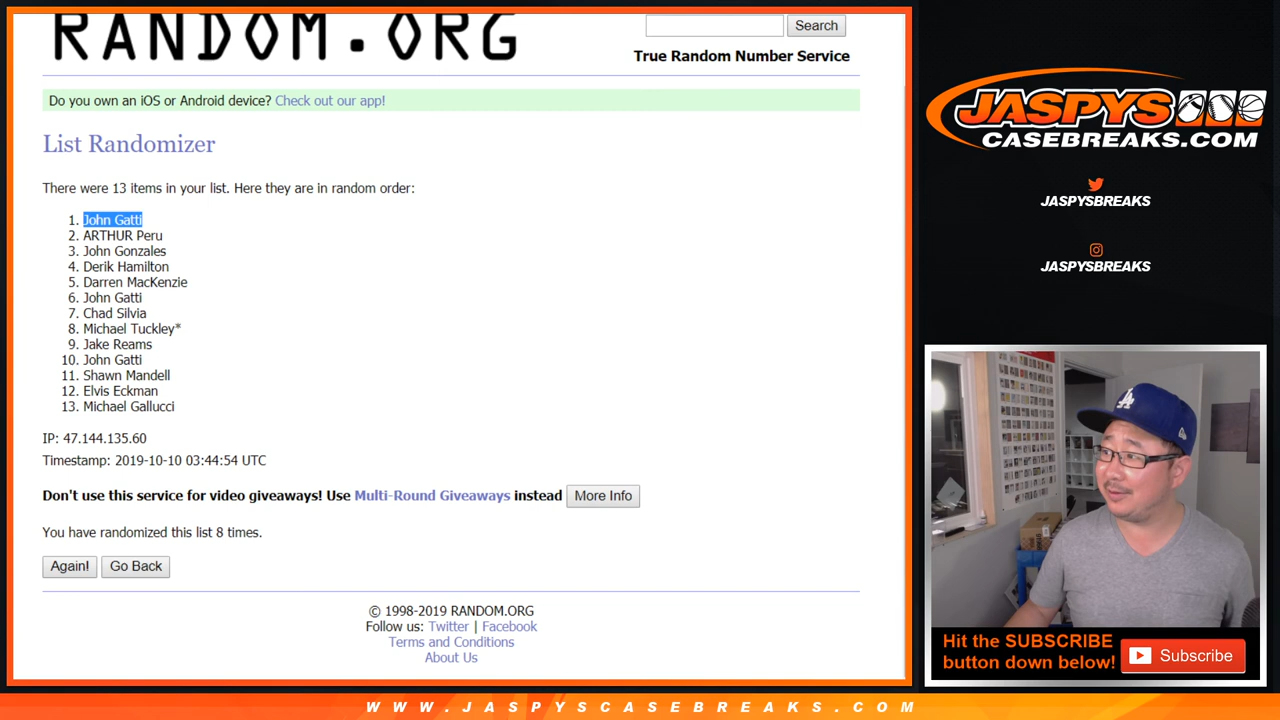 RANDOM.ORG
Search
True Random Number Service
Do you own an iOS or Android device? Check out our app!
List Randomizer
There were 13 items in your list. Here they are in random order:
1. John Gatti
2. ARTHUR Peru
3. John Gonzales
4. Derik Hamilton
5. Darren MacKenzie
6. John Gatti
7. Chad Silvia
8. Michael Tuckley*
9. Jake Reams
10. John Gatti
11. Shawn Mandell
12. Elvis Eckman
13. Michael Gallucci
IP: 47.144.135.60
Timestamp: 2019-10-10 03:44:54 UTC
Don't use this service for video giveaways! Use Multi-Round Giveaways instead More Info
You have randomized this list 8 times.
Again! Go Back
© 1998-2019 RANDOM.ORG
Follow us: Twitter | Facebook
Terms and Conditions
About Us
JASPYS
CASEBREAKS.COM
JASPYSBREAKS
JASPYSBREAKS
LA
Hit the SUBSCRIBE
button down below!
Subscribe
WWW.JASPYSCASEBREAKS.COM